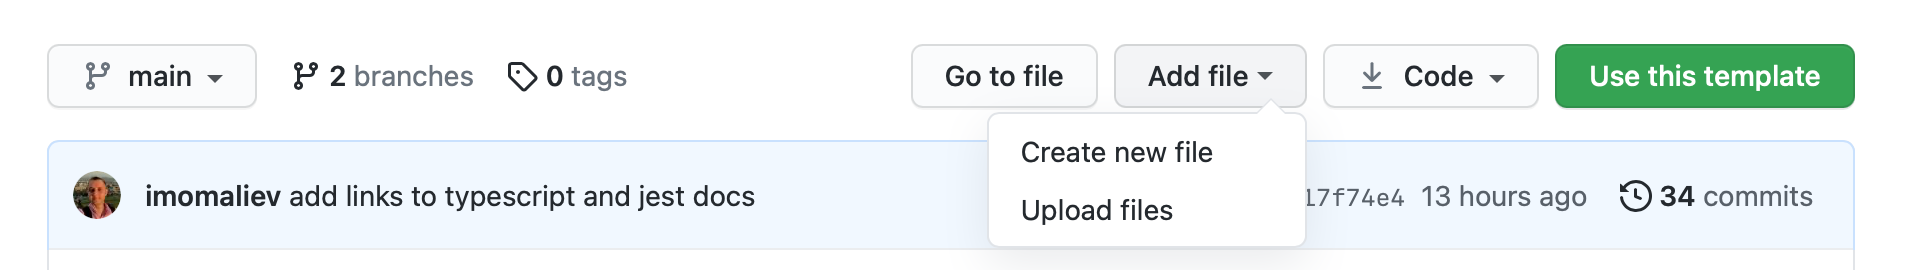 main 2 branches 0 tags Go to file Add file Code Use this template
Create new file
imomaliev add links to typescript and jest docs 17f74e4 13 hours ago 34 commits
Upload files